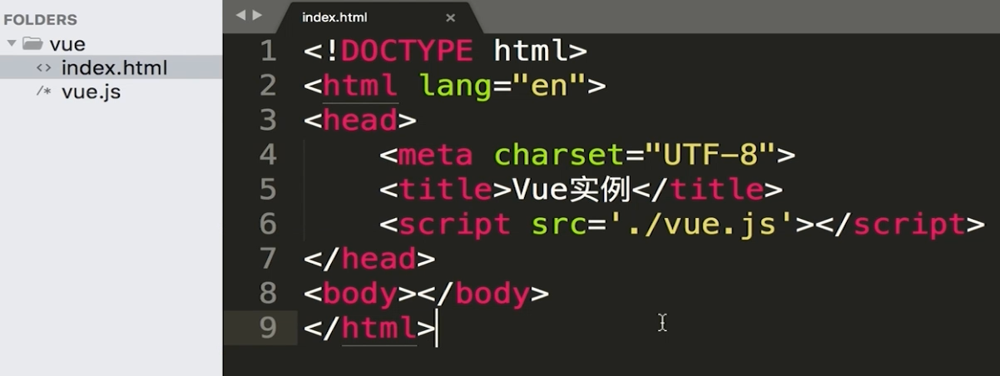 FOLDERS
vue
<> index.html
/* vue.js
index.html ×
1 <!DOCTYPE html>
2 <html lang="en">
3 <head>
4     <meta charset="UTF-8">
5     <title>Vue实例</title>
6     <script src='./vue.js'></script>
7 </head>
8 <body></body>
9 </html>